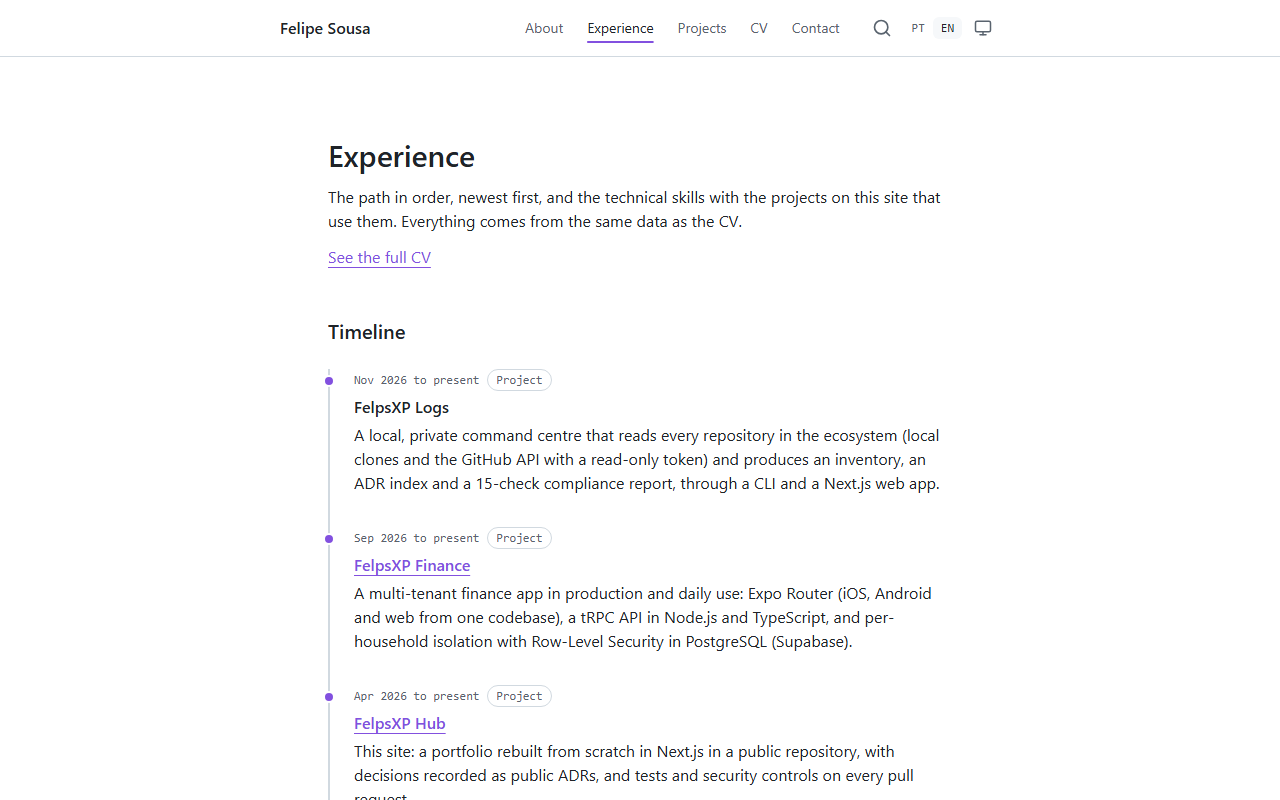 Felipe Sousa
About
Experience
Projects
CV
Contact
PT
EN
Experience
The path in order, newest first, and the technical skills with the projects on this site that
use them. Everything comes from the same data as the CV.
See the full CV
Timeline
Nov 2026 to present Project
FelpsXP Logs
A local, private command centre that reads every repository in the ecosystem (local
clones and the GitHub API with a read-only token) and produces an inventory, an
ADR index and a 15-check compliance report, through a CLI and a Next.js web app.
Sep 2026 to present Project
FelpsXP Finance
A multi-tenant finance app in production and daily use: Expo Router (iOS, Android
and web from one codebase), a tRPC API in Node.js and TypeScript, and per-
household isolation with Row-Level Security in PostgreSQL (Supabase).
Apr 2026 to present Project
FelpsXP Hub
This site: a portfolio rebuilt from scratch in Next.js in a public repository, with
decisions recorded as public ADRs, and tests and security controls on every pull
request.